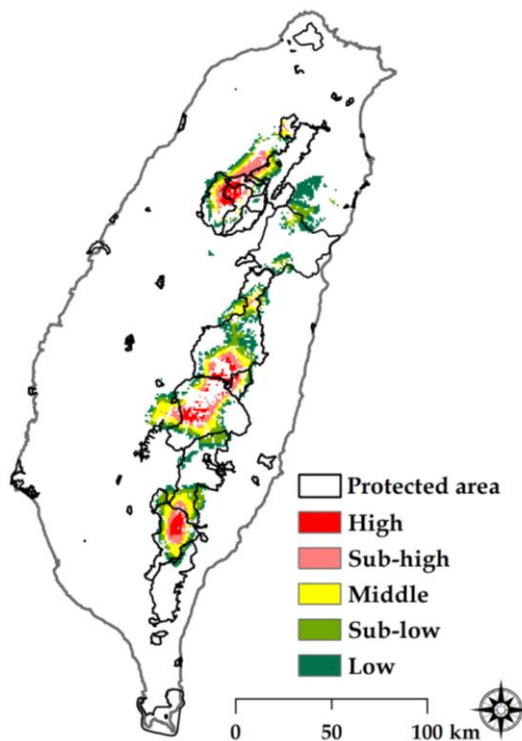 Protected area
High
Sub-high
Middle
Sub-low
Low
0 50 100 km